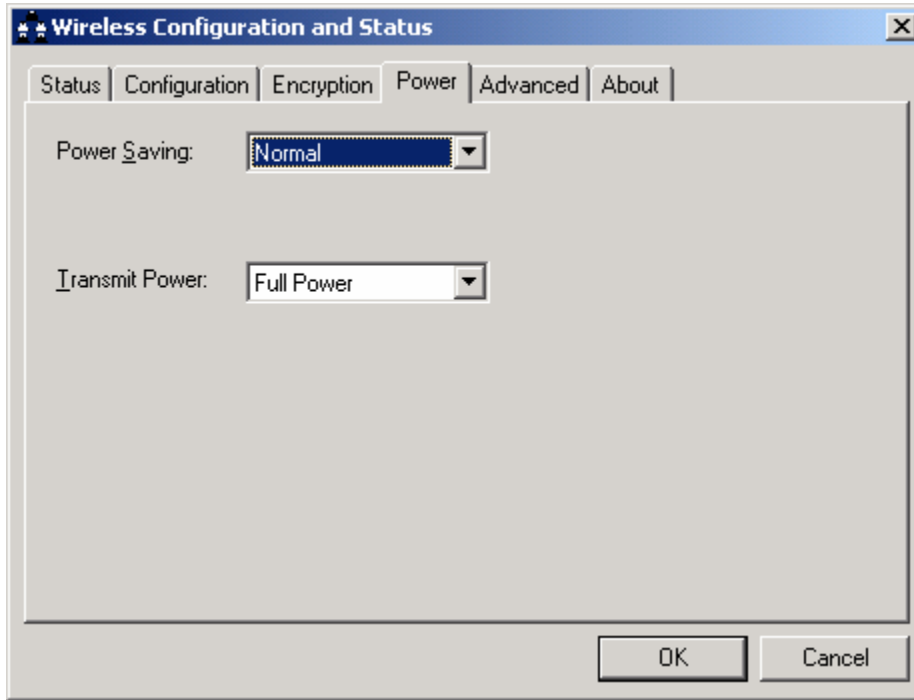 Wireless Configuration and Status
Status Configuration Encryption Power Advanced About
Power Saving: Normal
Transmit Power: Full Power
OK Cancel